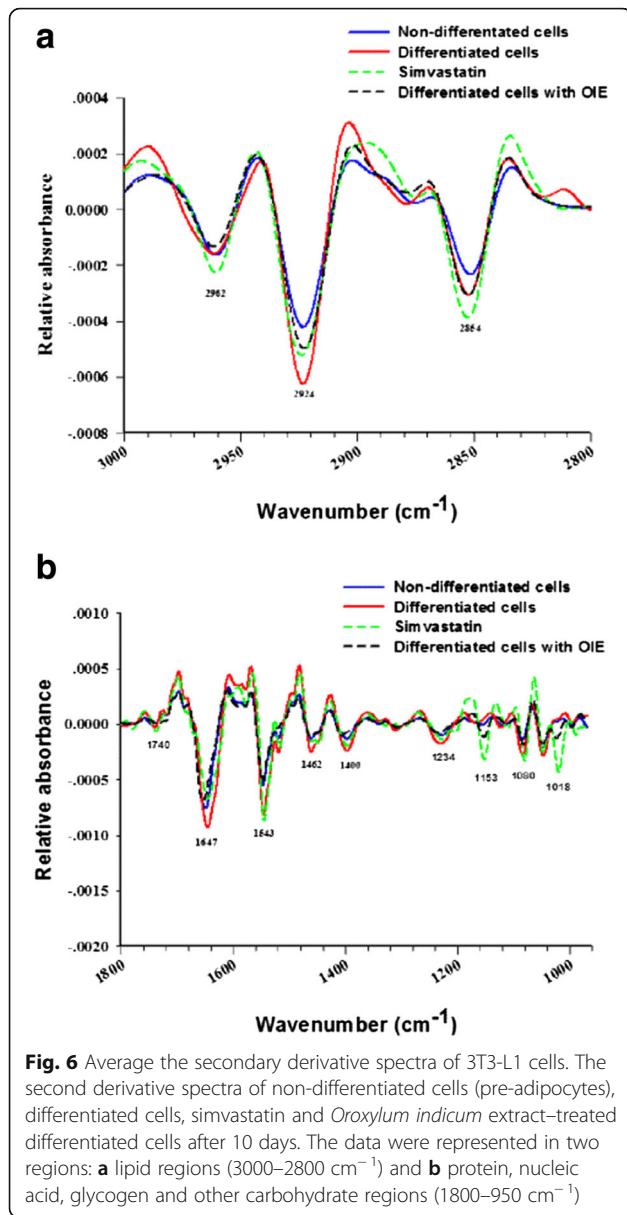 a
Non-differentated cells
Differentiated cells
Simvastatin
Differentiated cells with OIE
Relative absorbance
.0004
.0002
0.0000
-.0002
-.0004
-.0006
-.0008
2962
2924
2854
3000
2950
2900
2850
2800
Wavenumber (cm-1)
b
Non-differentiated cells
Differentiated cells
Simvastatin
Differentiated cells with OIE
Relative absorbance
.0010
.0005
0.0000
-.0005
-.0010
-.0015
-.0020
1740
1647
1543
1462
1400
1234
1153
1080
1018
1800
1600
1400
1200
1000
Wavenumber (cm-1)
Fig. 6 Average the secondary derivative spectra of 3T3-L1 cells. The
second derivative spectra of non-differentiated cells (pre-adipocytes),
differentiated cells, simvastatin and Oroxylum indicum extract–treated
differentiated cells after 10 days. The data were represented in two
regions: a lipid regions (3000–2800 cm−1) and b protein, nucleic
acid, glycogen and other carbohydrate regions (1800–950 cm−1)